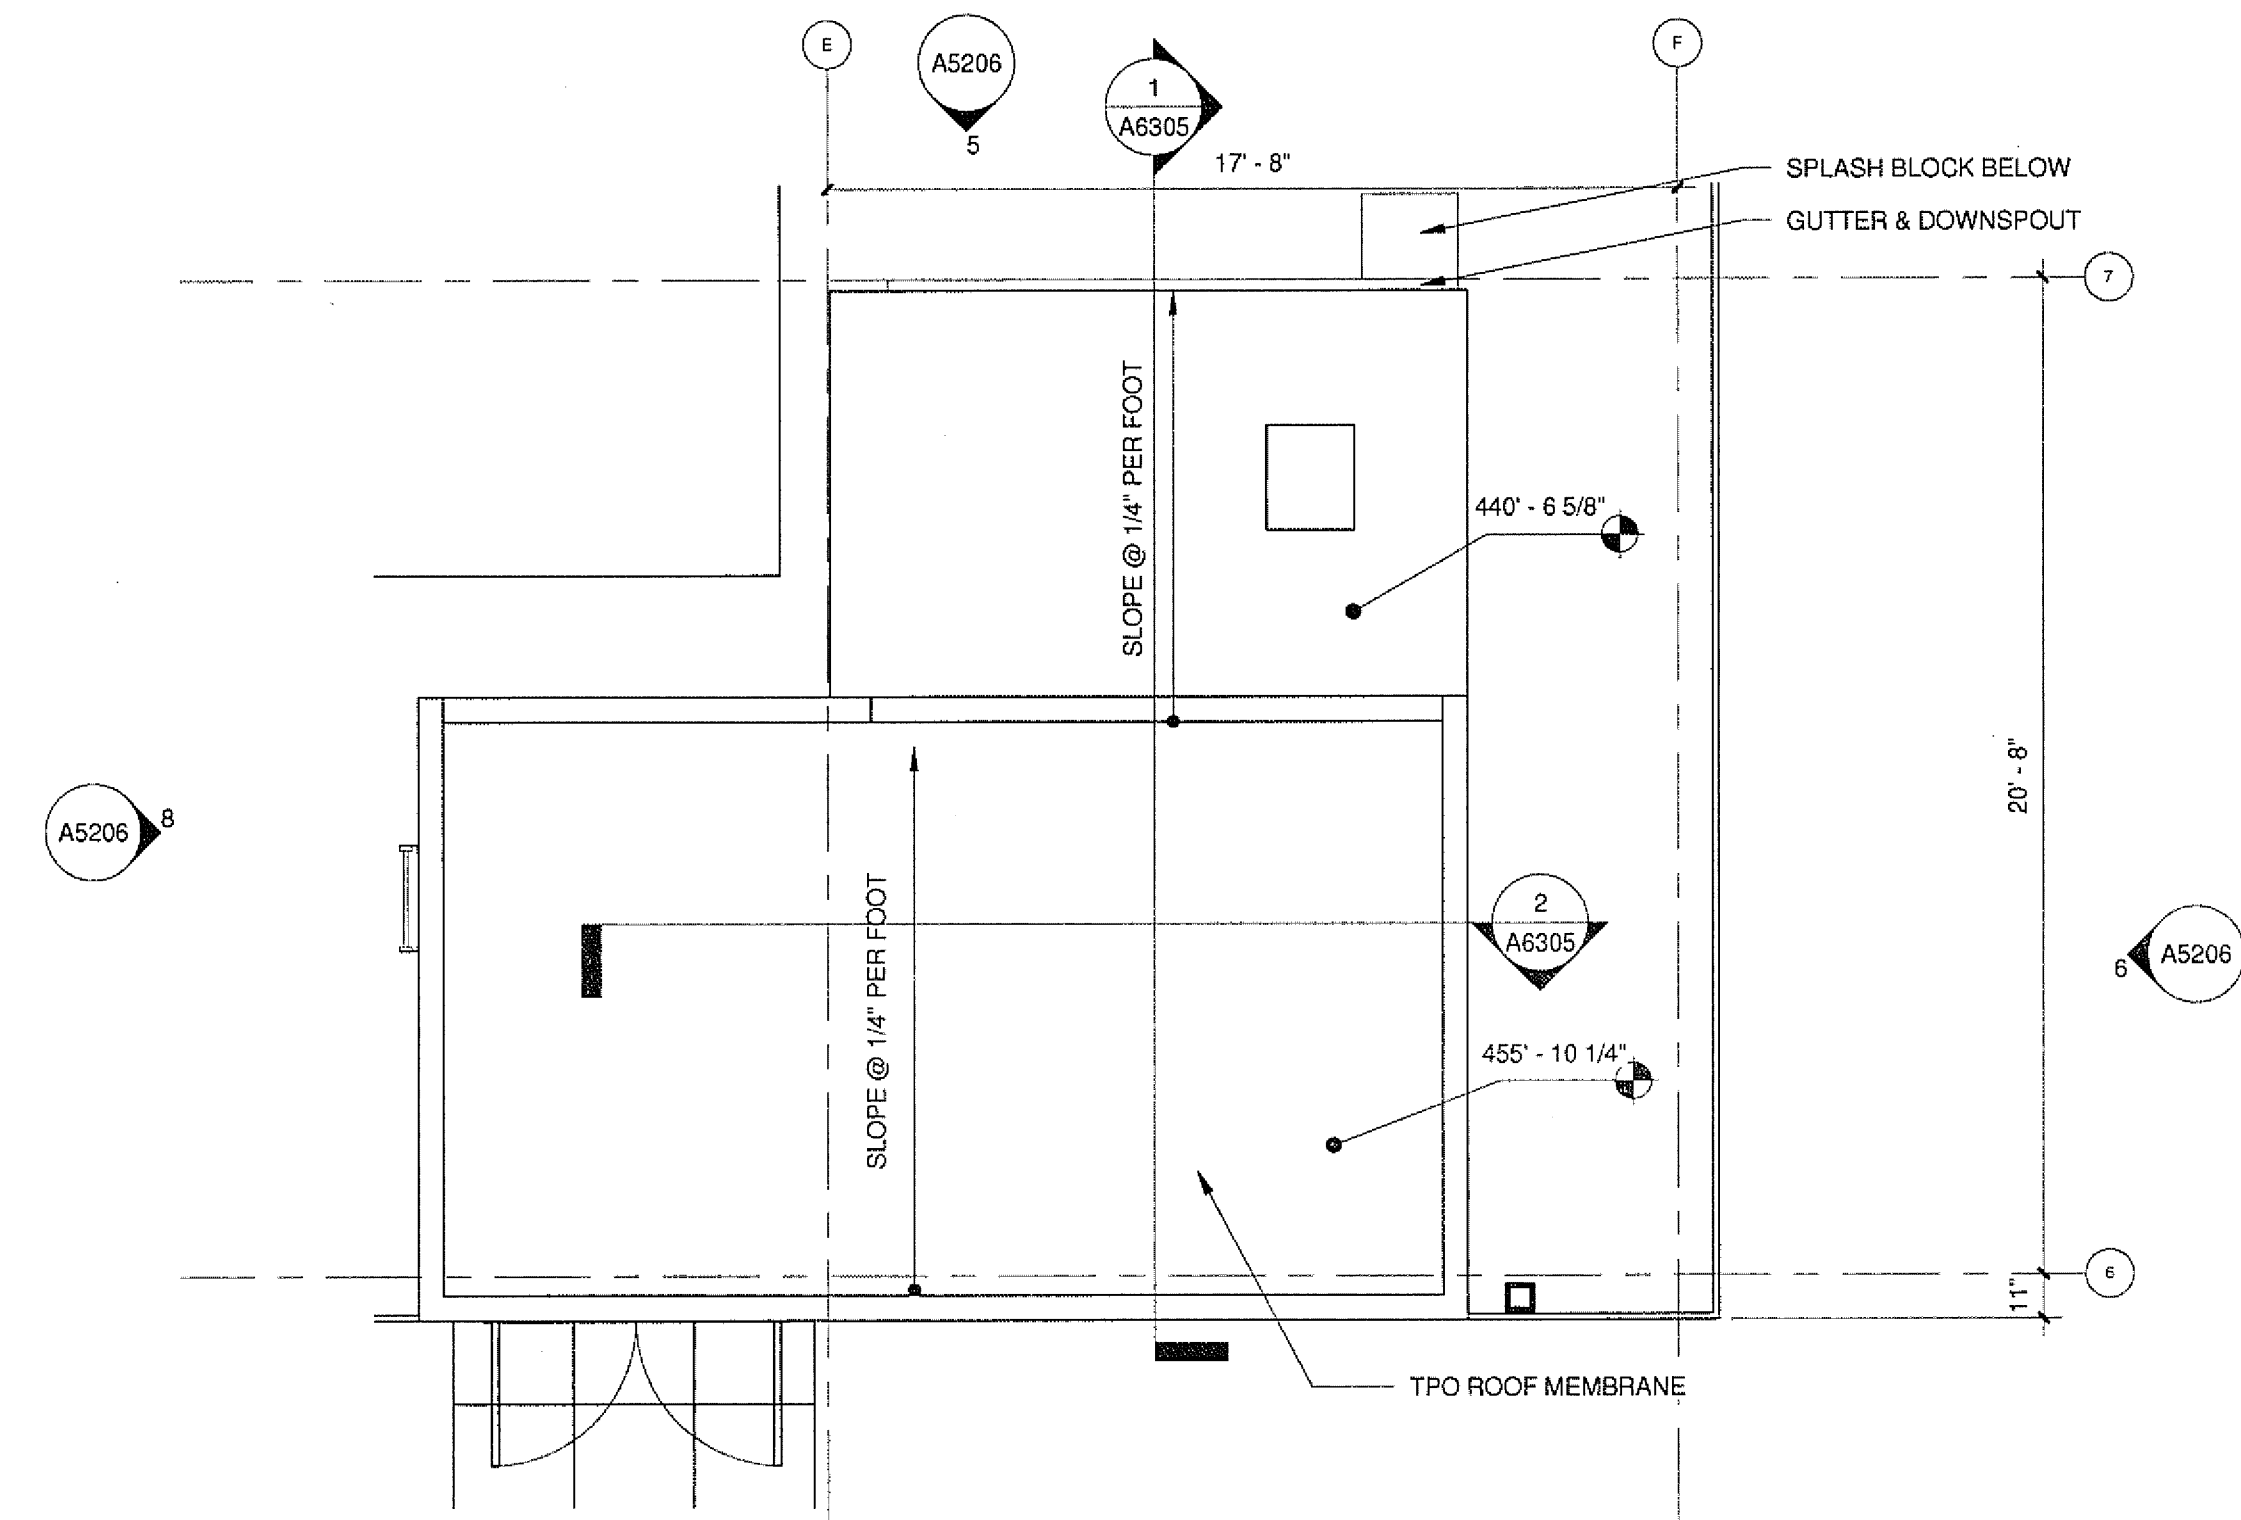 E
A5206
5
1
A6305
F
17' - 8"
SPLASH BLOCK BELOW
GUTTER & DOWNSPOUT
7
SLOPE @ 1/4" PER FOOT
440' - 6 5/8"
20' - 8"
A5206
8
SLOPE @ 1/4" PER FOOT
2
A6305
6
A5206
455' - 10 1/4"
6
11"
TPO ROOF MEMBRANE